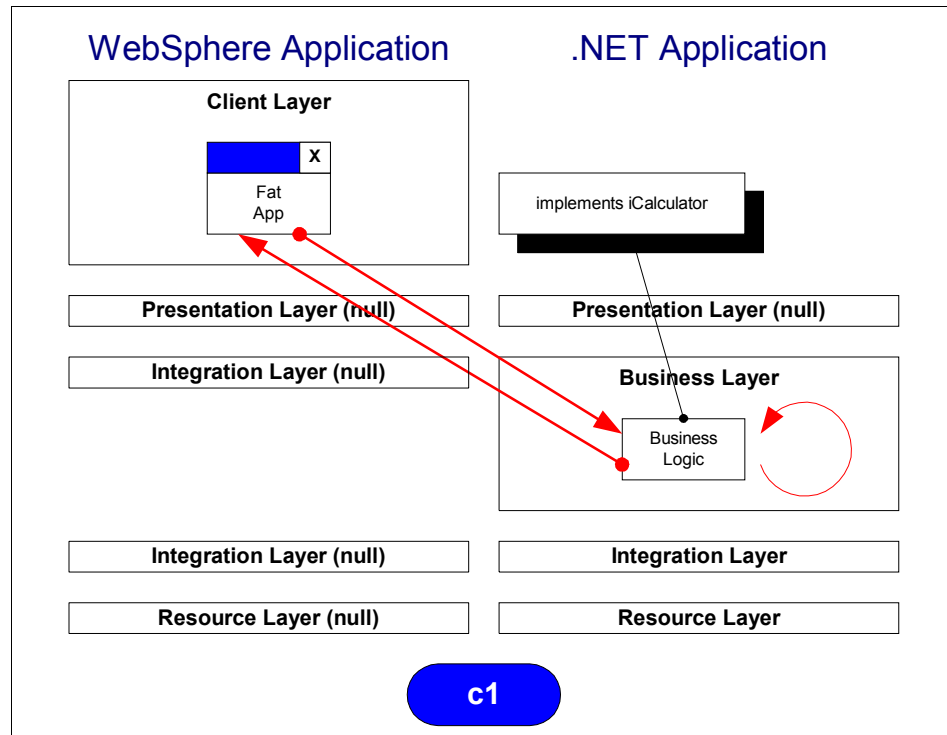 WebSphere Application
.NET Application
Client Layer
X
Fat
App
implements iCalculator
Presentation Layer (null)
Presentation Layer (null)
Integration Layer (null)
Business Layer
Business
Logic
Integration Layer (null)
Integration Layer
Resource Layer (null)
Resource Layer
c1